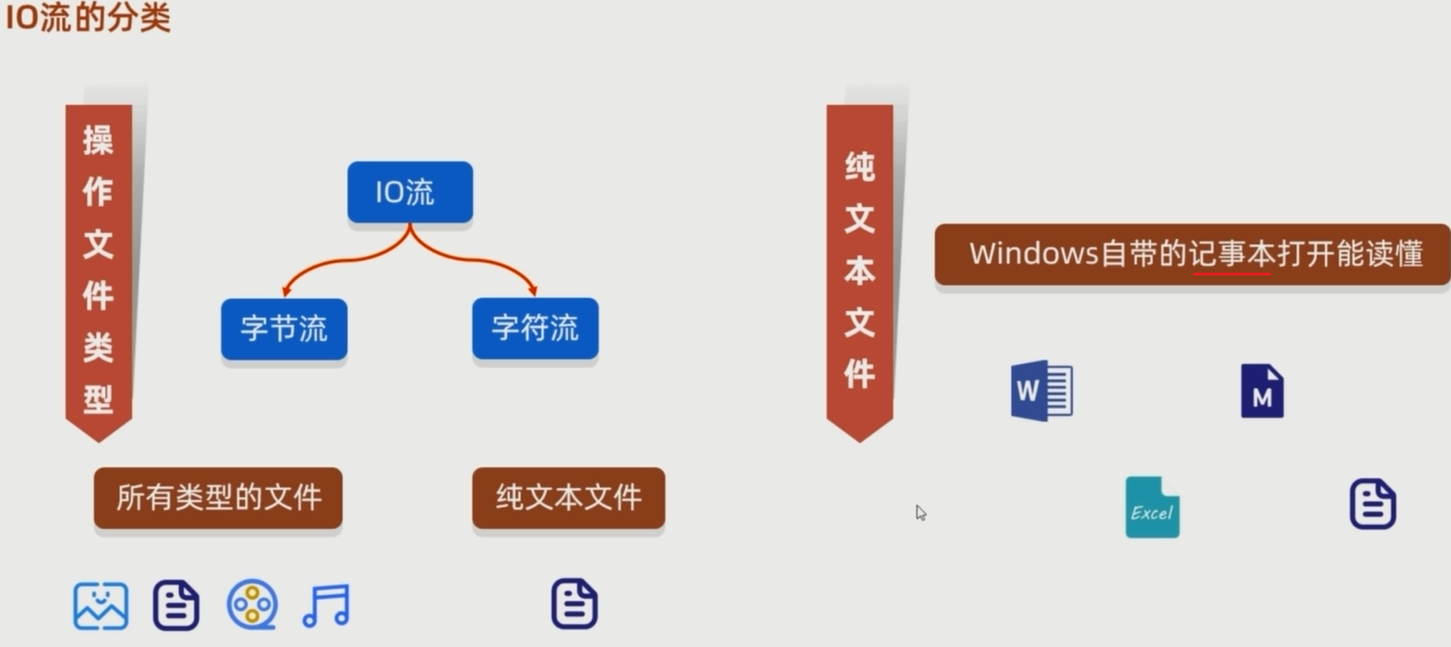 IO流的分类
操作文件类型
IO流
字节流
字符流
所有类型的文件
纯文本文件
纯文本文件
Windows自带的记事本打开能读懂
W
M
Excel